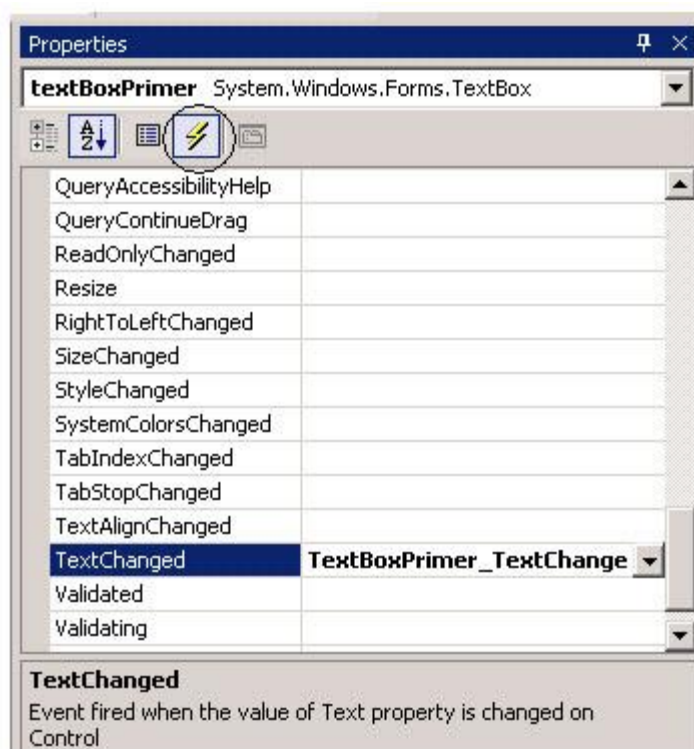 Properties
textBoxPrimer System.Windows.Forms.TextBox
A
Z
QueryAccessibilityHelp
QueryContinueDrag
ReadOnlyChanged
Resize
RightToLeftChanged
SizeChanged
StyleChanged
SystemColorsChanged
TabIndexChanged
TabStopChanged
TextAlignChanged
TextChanged TextBoxPrimer_TextChange
Validated
Validating
TextChanged
Event fired when the value of Text property is changed on
Control